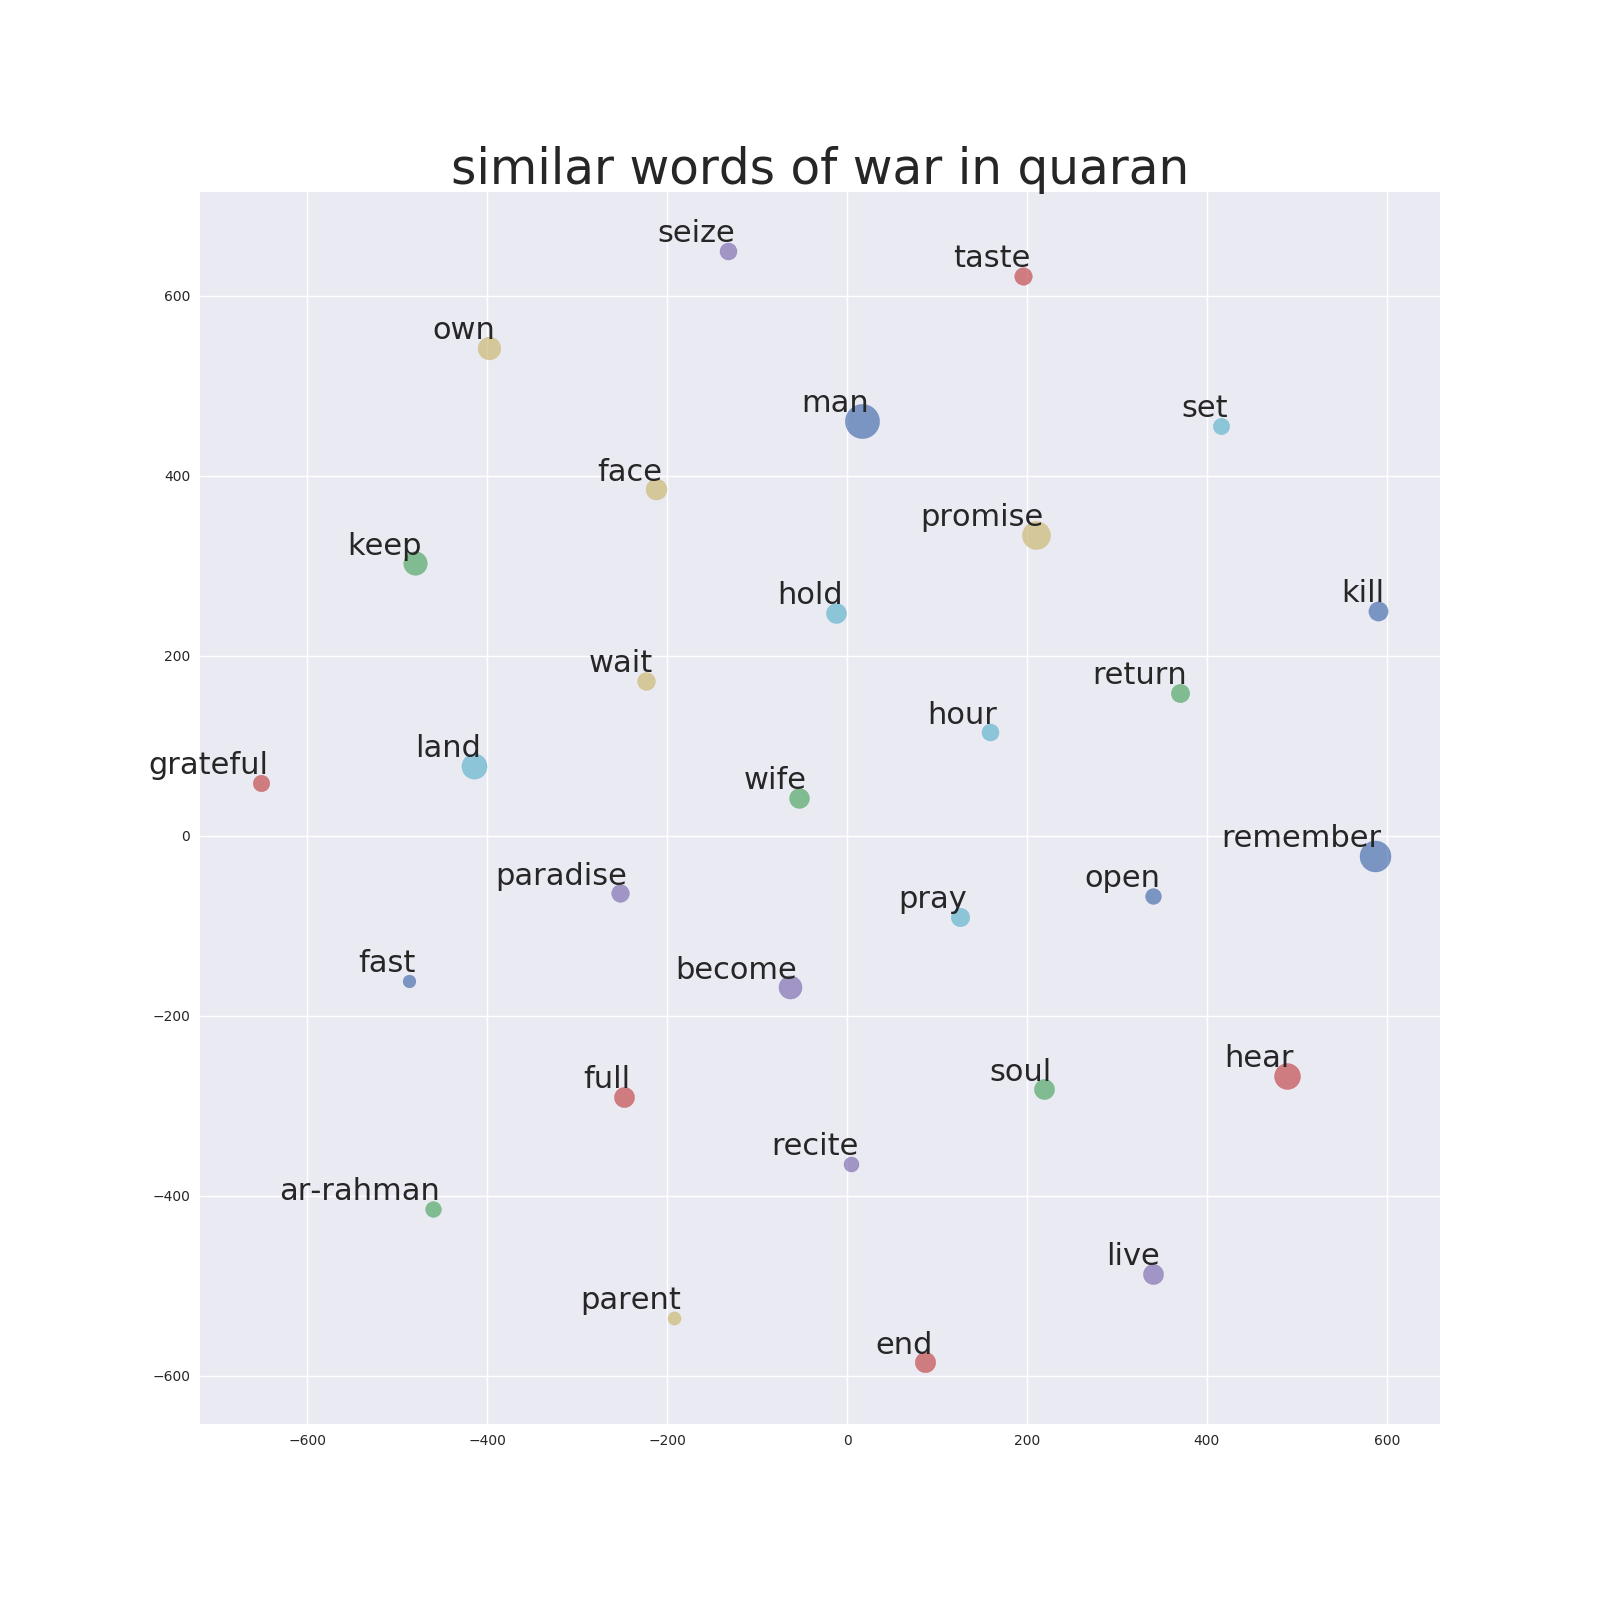 similar words of war in quaran
seize
taste
600
own
man
set
face
400
promise
keep
hold
kill
200
wait
return
hour
land
grateful
wife
0
remember
paradise
open
pray
fast
become
−200
hear
soul
full
recite
ar-rahman
−400
live
parent
end
−600
−600 −400 −200 0 200 400 600